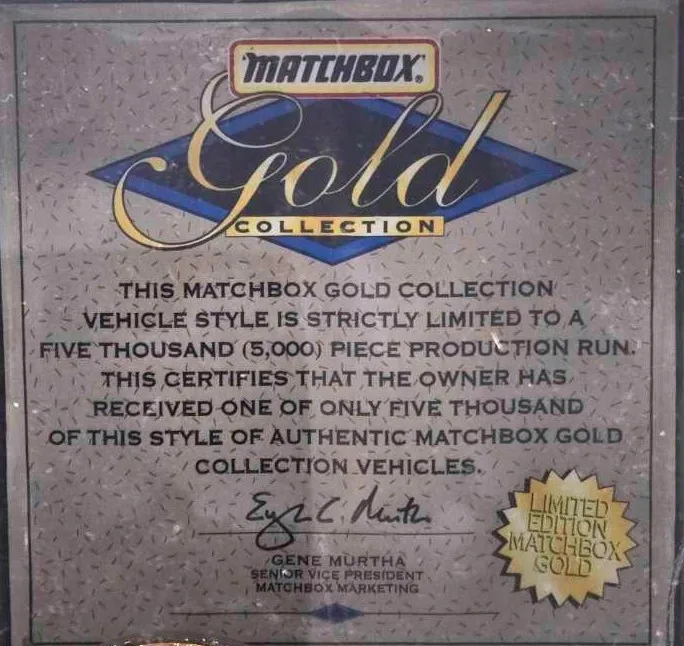 MATCHBOX®
Gold
COLLECTION
THIS MATCHBOX GOLD COLLECTION
VEHICLE STYLE IS STRICTLY LIMITED TO A
FIVE THOUSAND (5,000) PIECE PRODUCTION RUN.
THIS CERTIFIES THAT THE OWNER HAS
RECEIVED ONE OF ONLY FIVE THOUSAND
OF THIS STYLE OF AUTHENTIC MATCHBOX GOLD
COLLECTION VEHICLES.
GENE MURTHA
SENIOR VICE PRESIDENT
MATCHBOX MARKETING
LIMITED
EDITION
MATCHBOX
GOLD